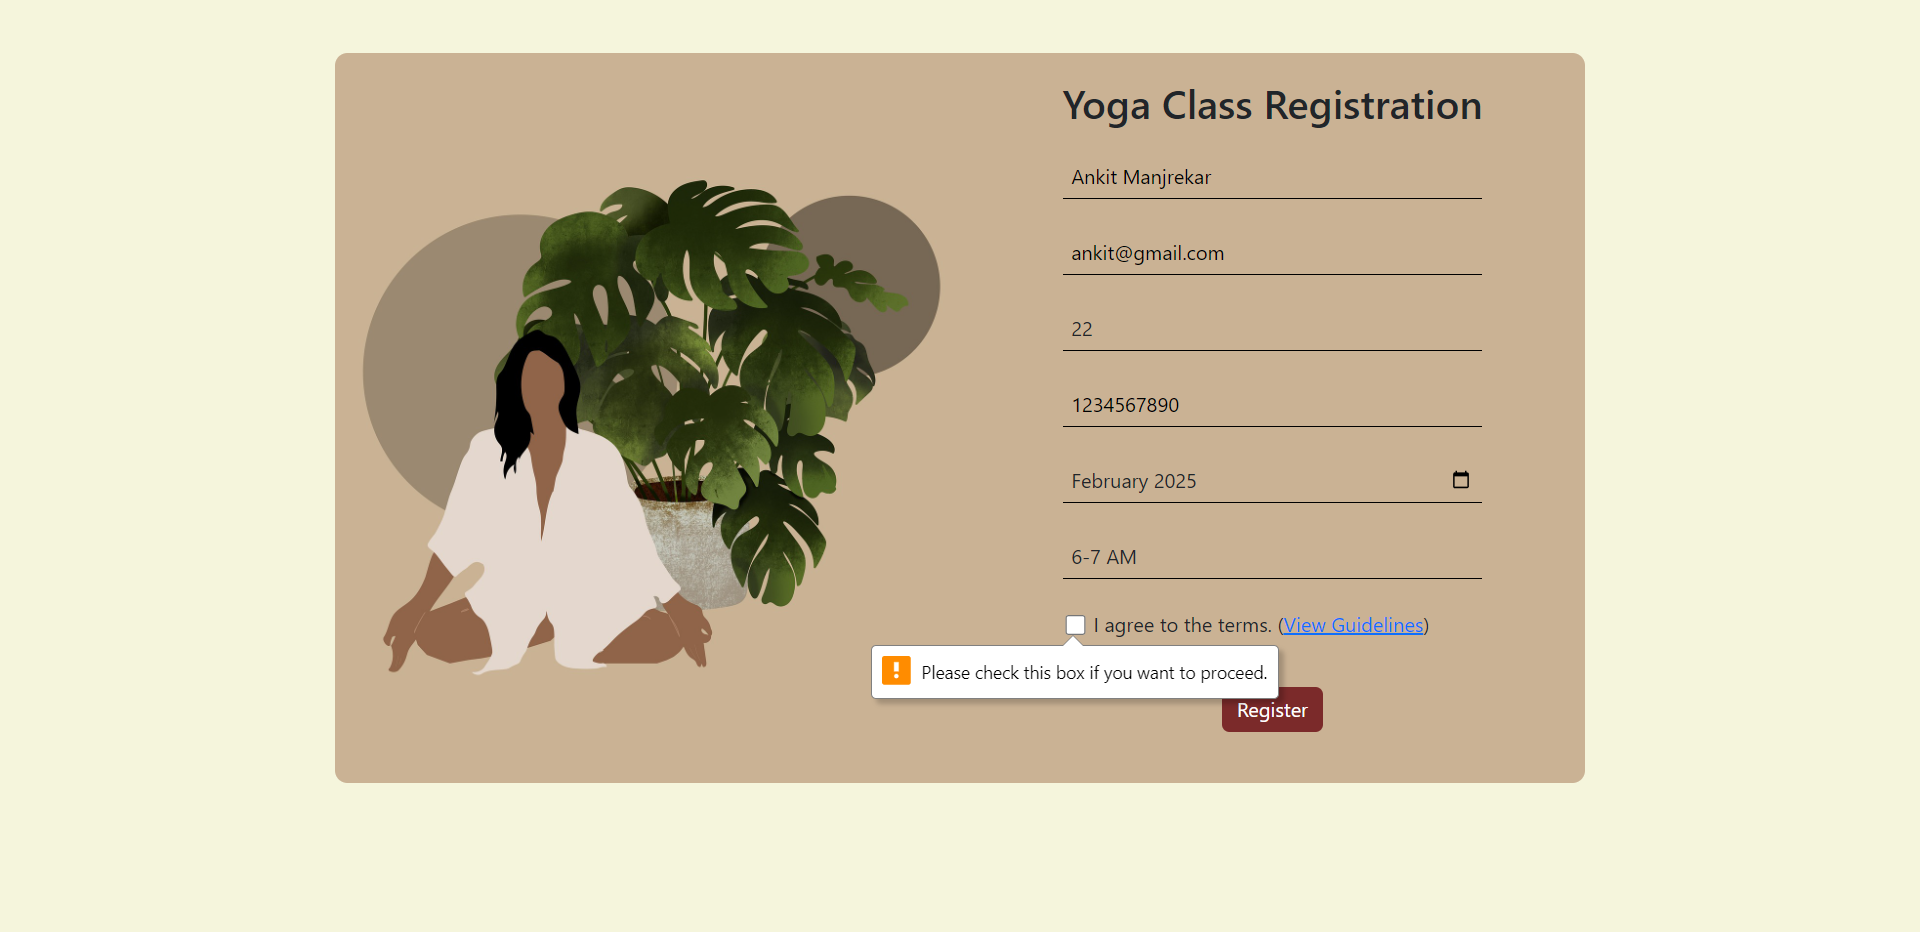 Yoga Class Registration
Ankit Manjrekar
ankit@gmail.com
22
1234567890
February 2025
6-7 AM
I agree to the terms. (View Guidelines)
Please check this box if you want to proceed.
Register